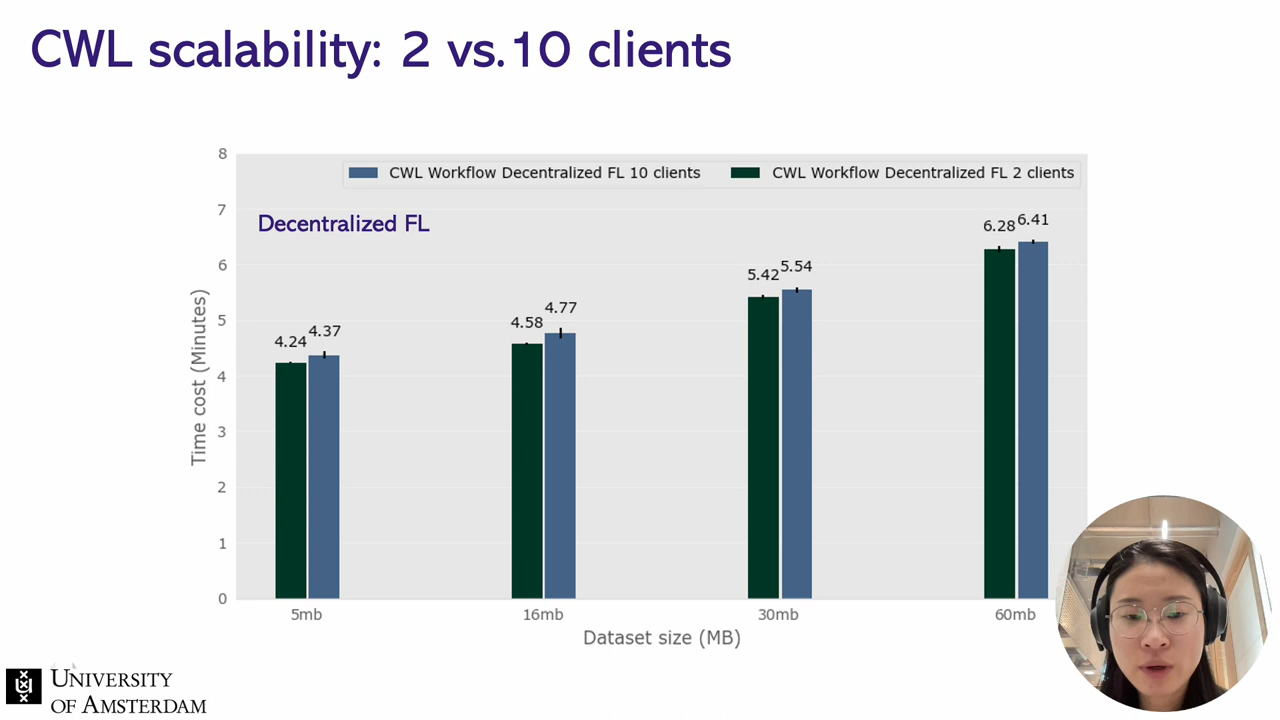 CWL scalability: 2 vs.10 clients
CWL Workflow Decentralized FL 10 clients
CWL Workflow Decentralized FL 2 clients
Decentralized FL
Time cost (Minutes)
8
7
6
5
4
3
2
1
0
4.24
4.37
4.58
4.77
5.42
5.54
6.28
6.41
5mb
16mb
30mb
60mb
Dataset size (MB)
UNIVERSITY
OF AMSTERDAM